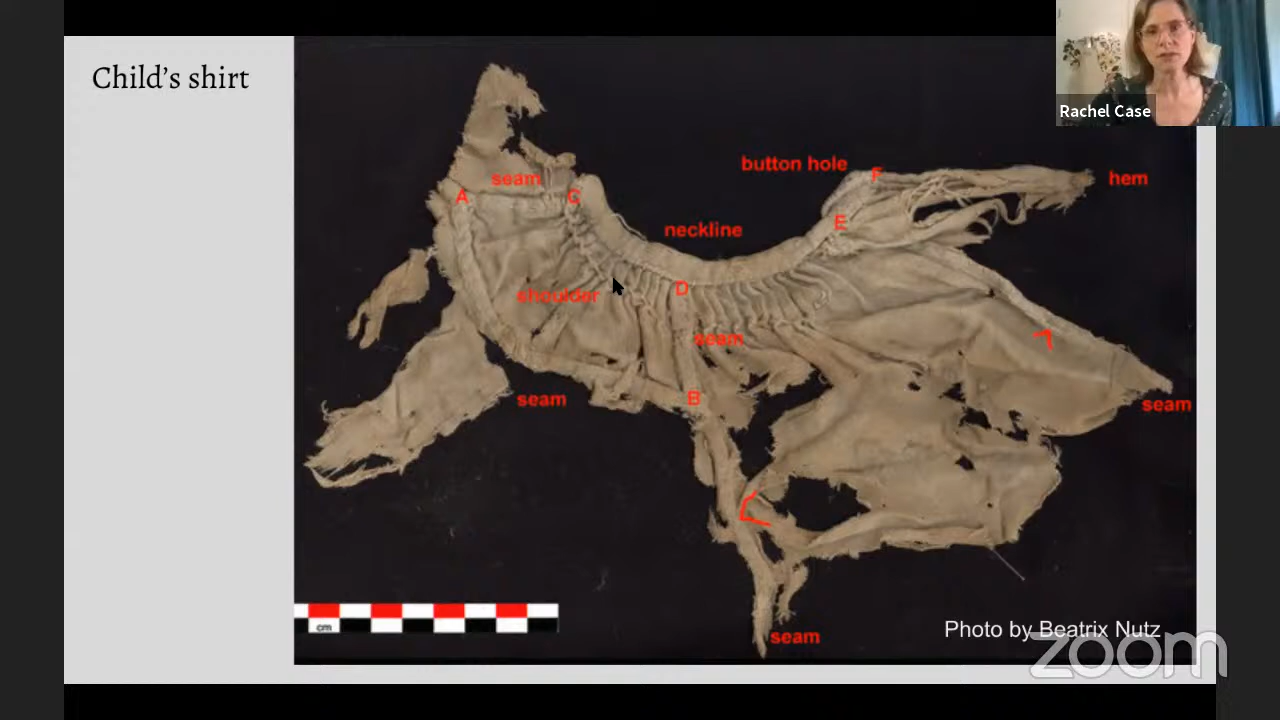 Child's shirt
Rachel Case
button hole
F
hem
seam
A
C
E
neckline
D
shoulder
seam
seam
B
seam
cm
seam
Photo by Beatrix Nutz
zoom